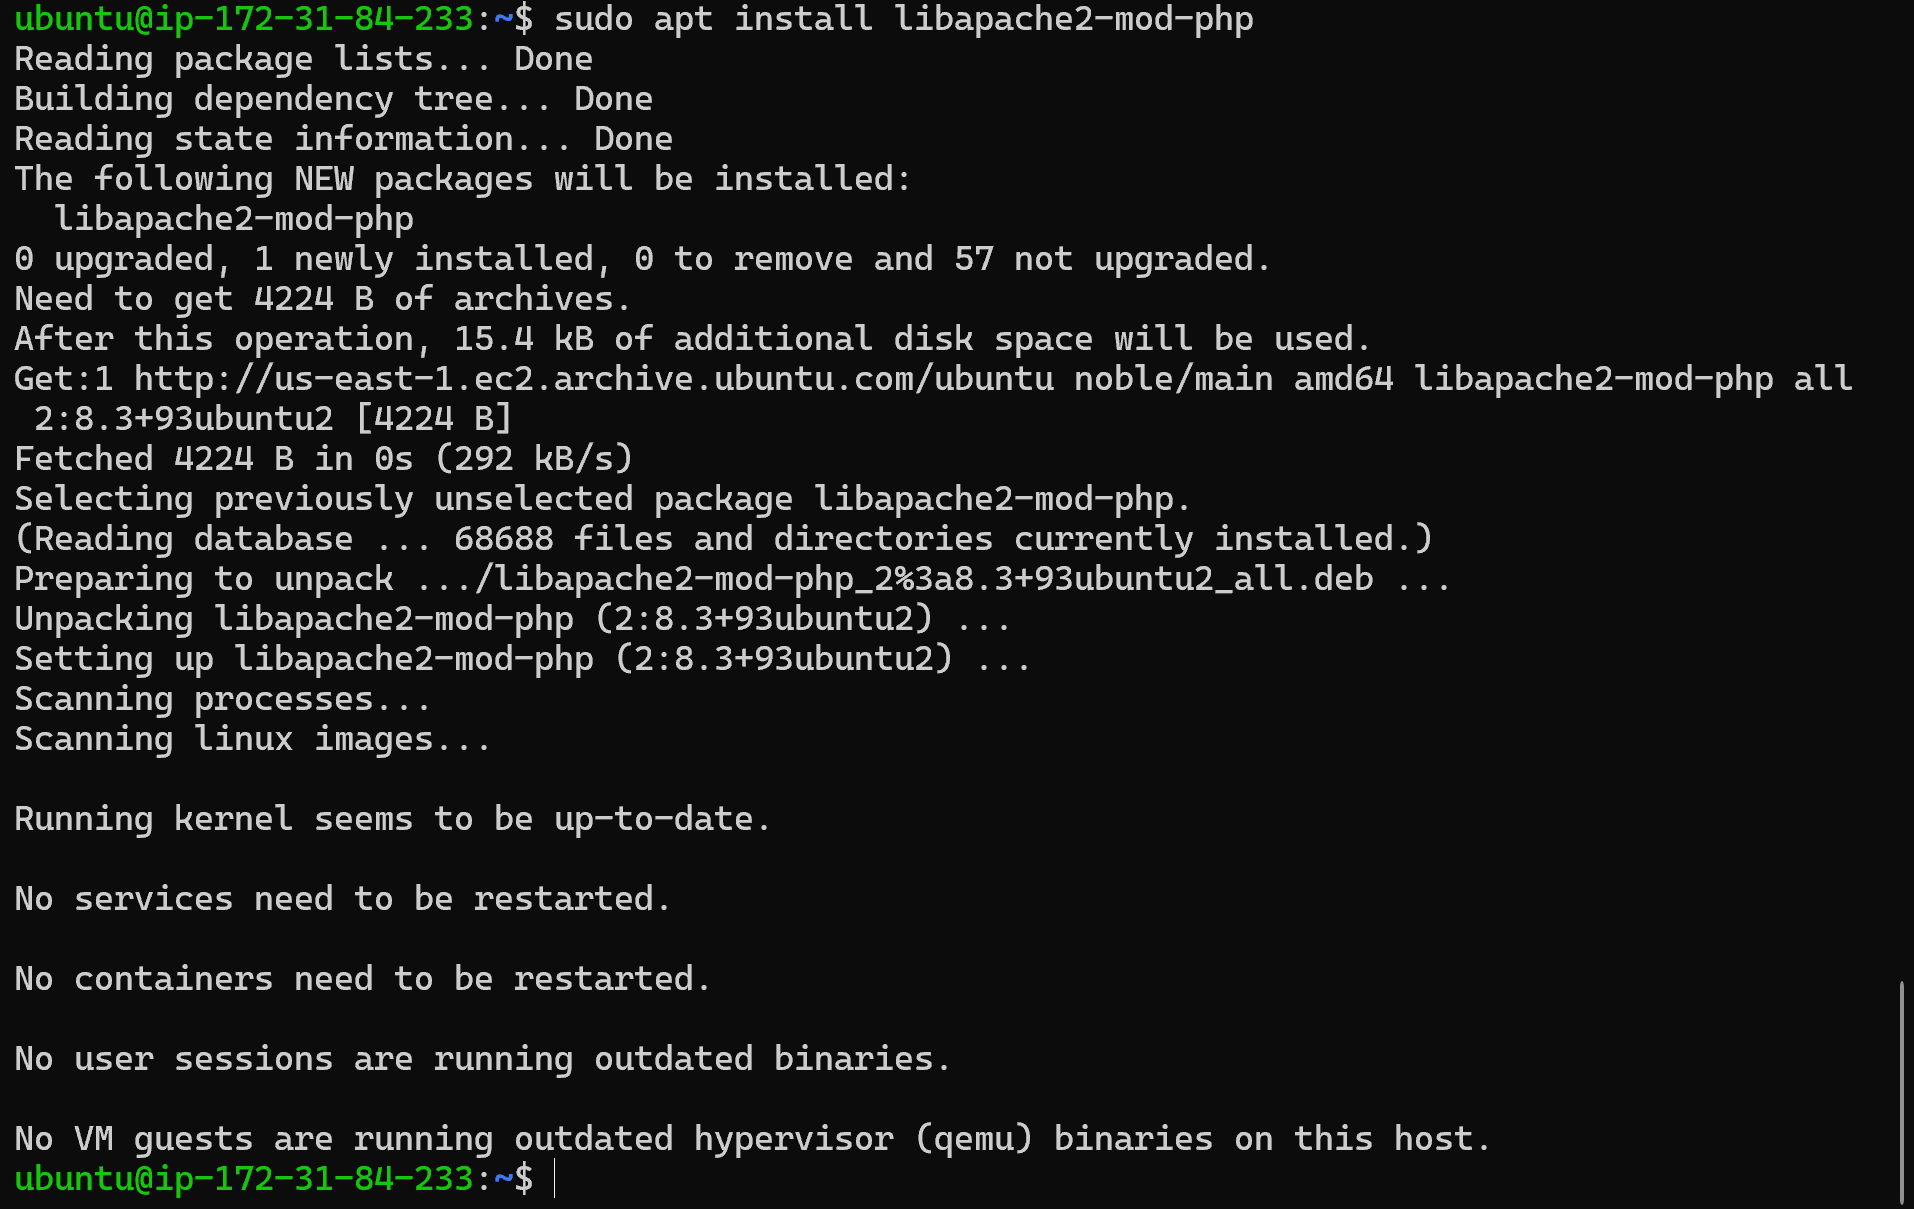 ubuntu@ip-172-31-84-233:~$ sudo apt install libapache2-mod-php
Reading package lists... Done
Building dependency tree... Done
Reading state information... Done
The following NEW packages will be installed:
  libapache2-mod-php
0 upgraded, 1 newly installed, 0 to remove and 57 not upgraded.
Need to get 4224 B of archives.
After this operation, 15.4 kB of additional disk space will be used.
Get:1 http://us-east-1.ec2.archive.ubuntu.com/ubuntu noble/main amd64 libapache2-mod-php all
 2:8.3+93ubuntu2 [4224 B]
Fetched 4224 B in 0s (292 kB/s)
Selecting previously unselected package libapache2-mod-php.
(Reading database ... 68688 files and directories currently installed.)
Preparing to unpack .../libapache2-mod-php_2%3a8.3+93ubuntu2_all.deb ...
Unpacking libapache2-mod-php (2:8.3+93ubuntu2) ...
Setting up libapache2-mod-php (2:8.3+93ubuntu2) ...
Scanning processes...
Scanning linux images...

Running kernel seems to be up-to-date.

No services need to be restarted.

No containers need to be restarted.

No user sessions are running outdated binaries.

No VM guests are running outdated hypervisor (qemu) binaries on this host.
ubuntu@ip-172-31-84-233:~$